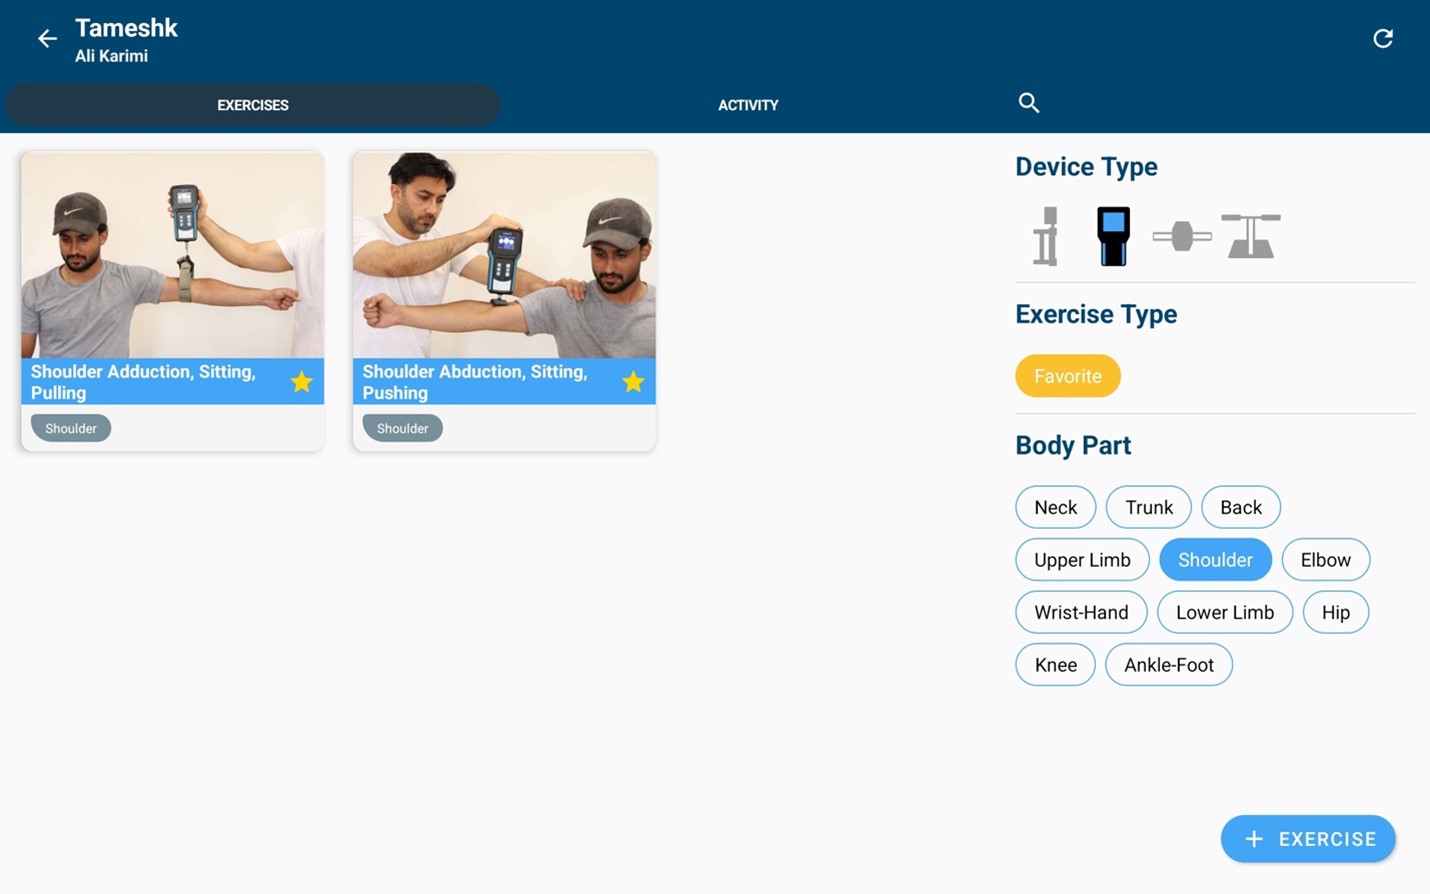 Tameshk
Ali Karimi
EXERCISES
ACTIVITY
Shoulder Adduction, Sitting,
Pulling
Shoulder
Shoulder Abduction, Sitting,
Pushing
Shoulder
Device Type
Exercise Type
Favorite
Body Part
Neck
Trunk
Back
Upper Limb
Shoulder
Elbow
Wrist-Hand
Lower Limb
Hip
Knee
Ankle-Foot
+ EXERCISE